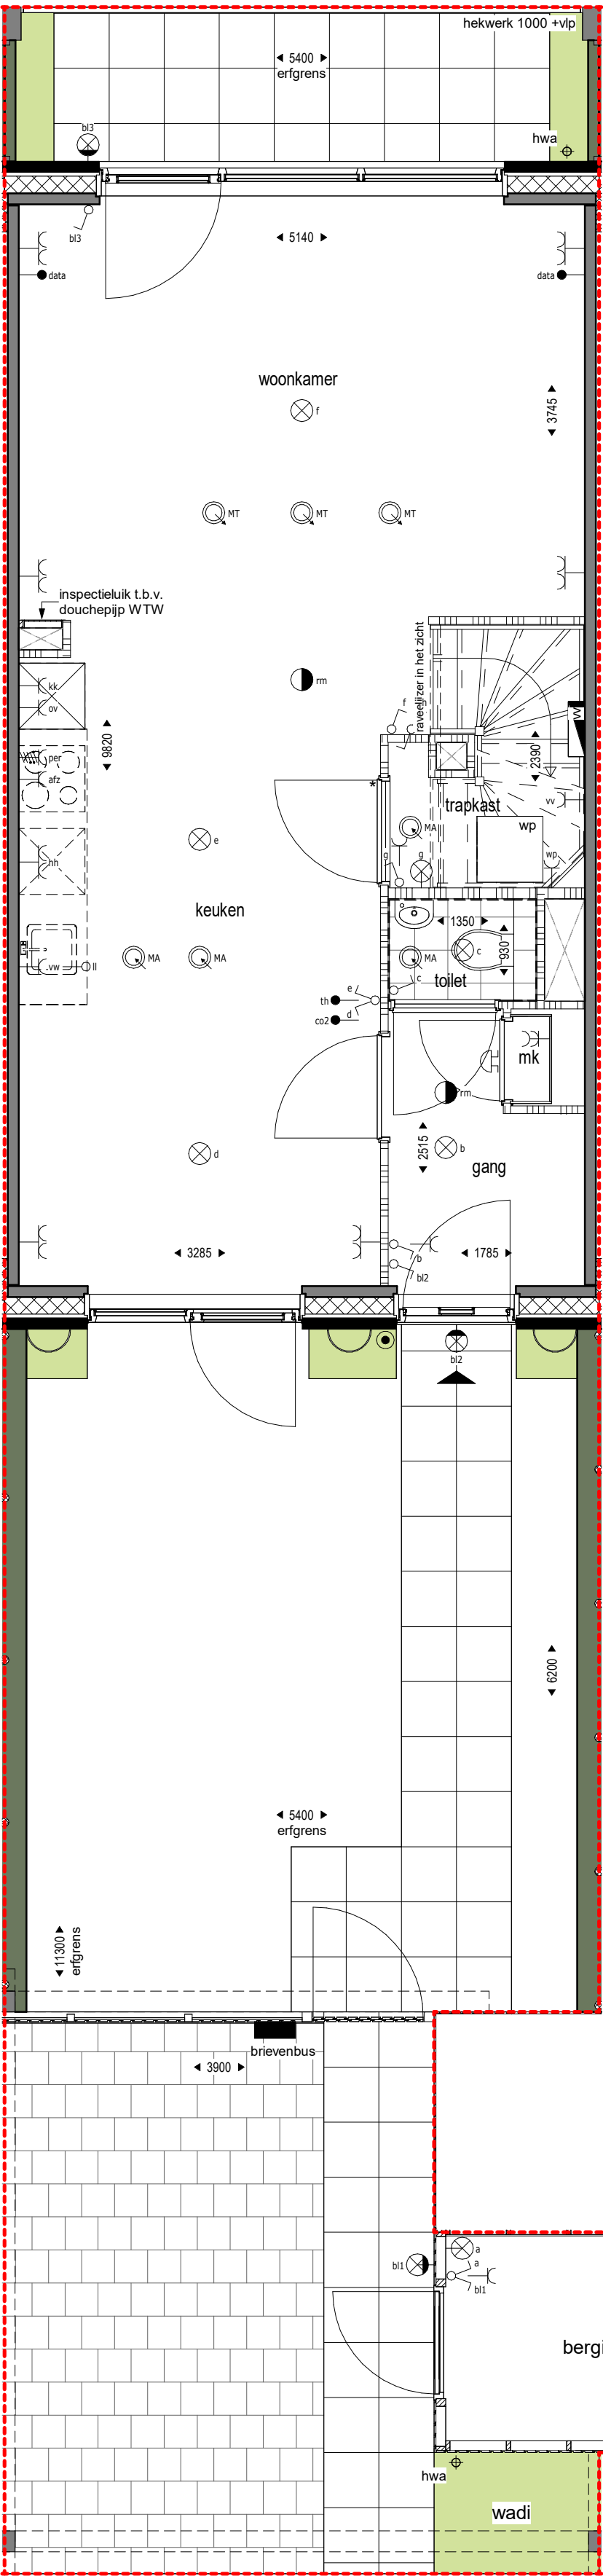 hekwerk 1000 +vlp
5400
erfgrens
bl3
hwa
bl3
5140
data
data
woonkamer
3745
f
MT
MT
MT
inspectieluik t.b.v.
douchepijp WTW
raveelijzer in het zicht
kk
ov
rm
f
9820
per
afz
2390
trapkast
vv
wp
MA
e
hh
g
g
wp
keuken
1350
930
c
MA
MA
MA
toilet
vw
ll
c
e
th
d
co2
mk
rm
2515
b
d
gang
3285
b
1785
bl2
bl2
6200
5400
erfgrens
11300
erfgrens
brievenbus
3900
bl1
a
a
bl1
bergi
hwa
wadi